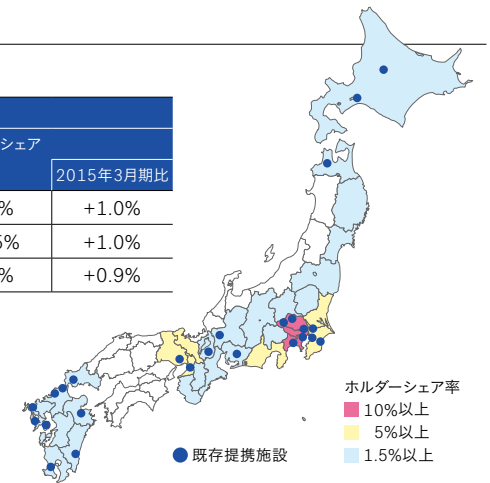 シェア
2015年3月期比
%
+1.0%
5%
+1.0%
%
+0.9%
ホルダーシェア率
10%以上
5%以上
1.5%以上
既存提携施設